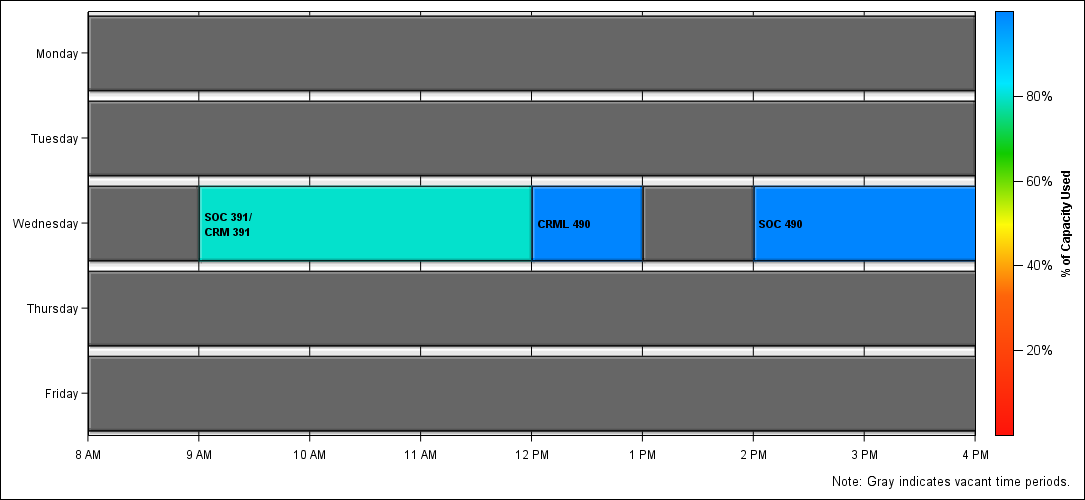 Monday
Tuesday
Wednesday
Thursday
Friday
SOC 391/
CRM 391
CRML 490
SOC 490
8 AM
9 AM
10 AM
11 AM
12 PM
1 PM
2 PM
3 PM
4 PM
80%
60%
40%
20%
% of Capacity Used
Note: Gray indicates vacant time periods.